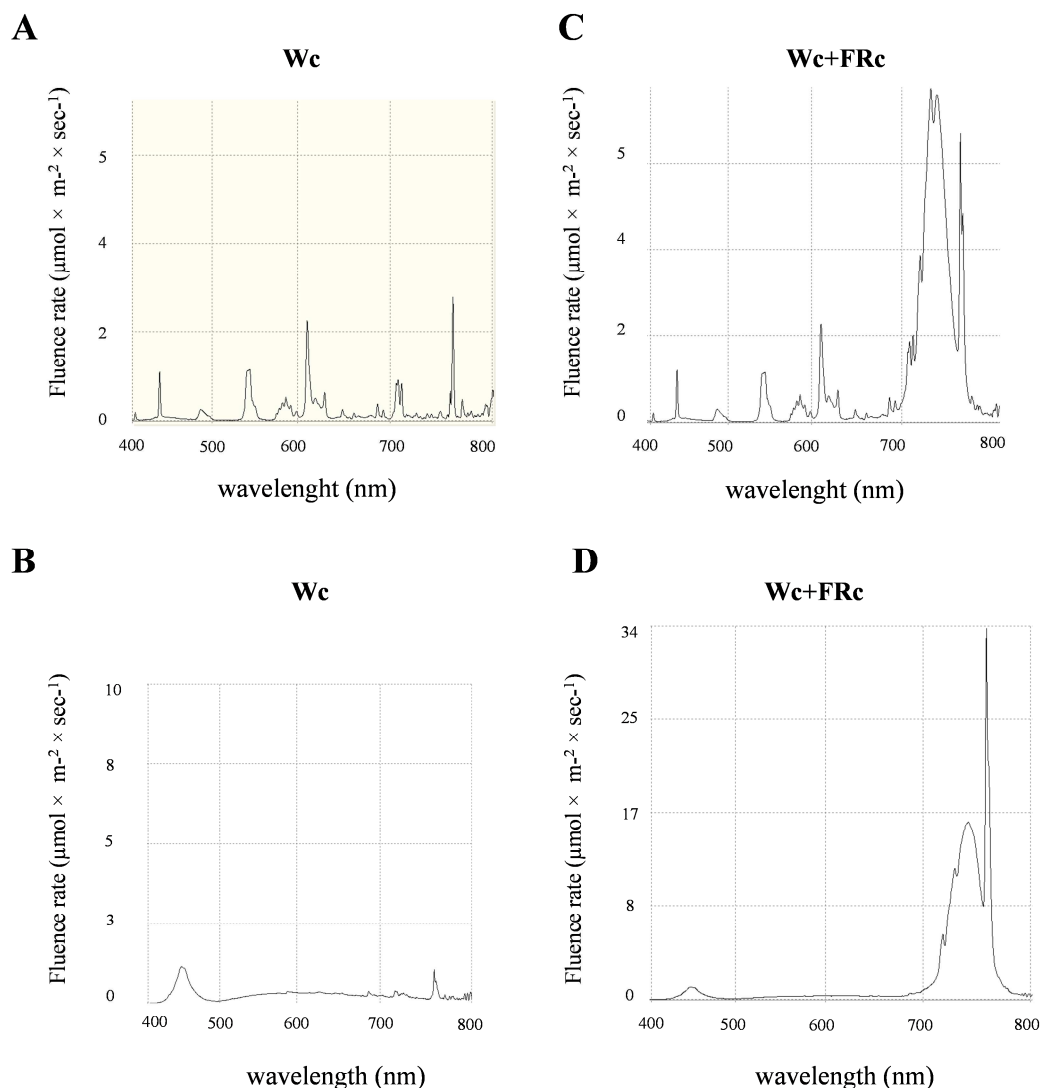 A
Wc
Fluence rate (µmol × m-² × sec-¹)
5
4
2
0
400 500 600 700 800
wavelenght (nm)
C
Wc+FRc
Fluence rate (µmol × m-² × sec-¹)
5
4
2
0
400 500 600 700 800
wavelenght (nm)
B
Wc
Fluence rate (µmol × m-² × sec-¹)
10
8
5
3
0
400 500 600 700 800
wavelength (nm)
D
Wc+FRc
Fluence rate (µmol × m-² × sec-¹)
34
25
17
8
0
400 500 600 700 800
wavelength (nm)